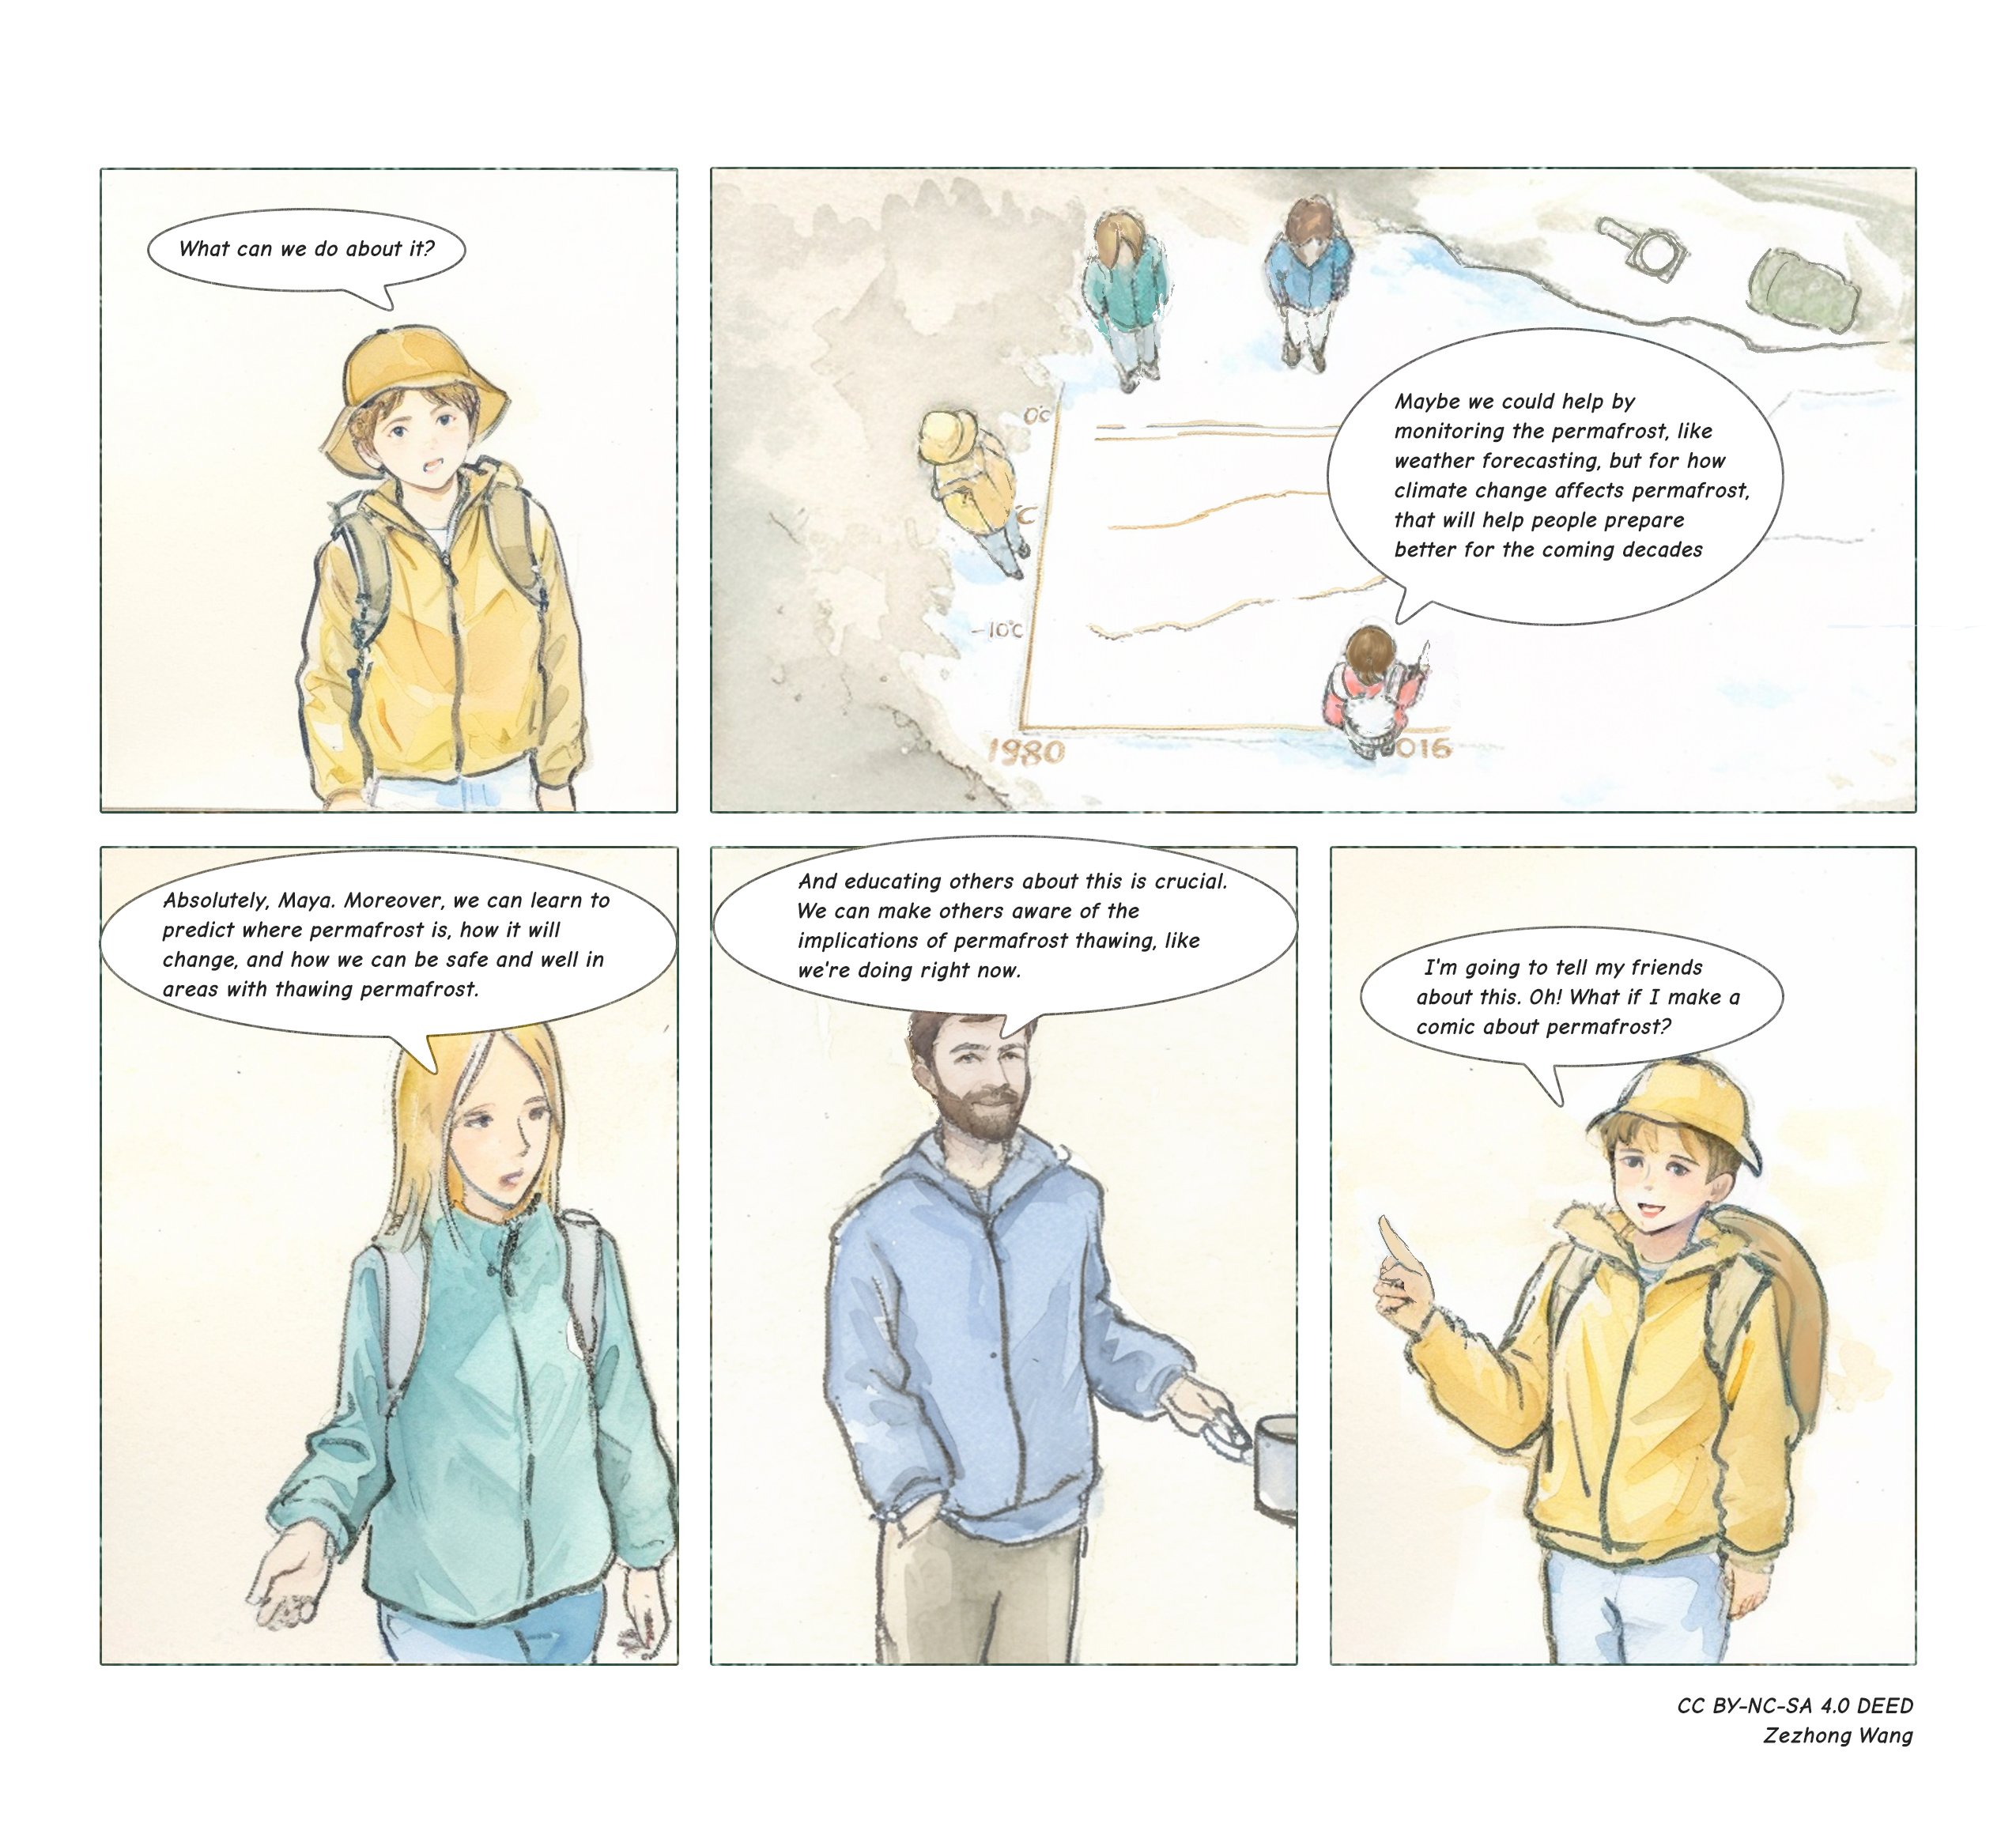 What can we do about it?
Maybe we could help by
monitoring the permafrost, like
weather forecasting, but for how
climate change affects permafrost,
that will help people prepare
better for the coming decades
0°C
°C
-10°C
1980
016
Absolutely, Maya. Moreover, we can learn to
predict where permafrost is, how it will
change, and how we can be safe and well in
areas with thawing permafrost.
And educating others about this is crucial.
We can make others aware of the
implications of permafrost thawing, like
we're doing right now.
I'm going to tell my friends
about this. Oh! What if I make a
comic about permafrost?
CC BY-NC-SA 4.0 DEED
Zezhong Wang